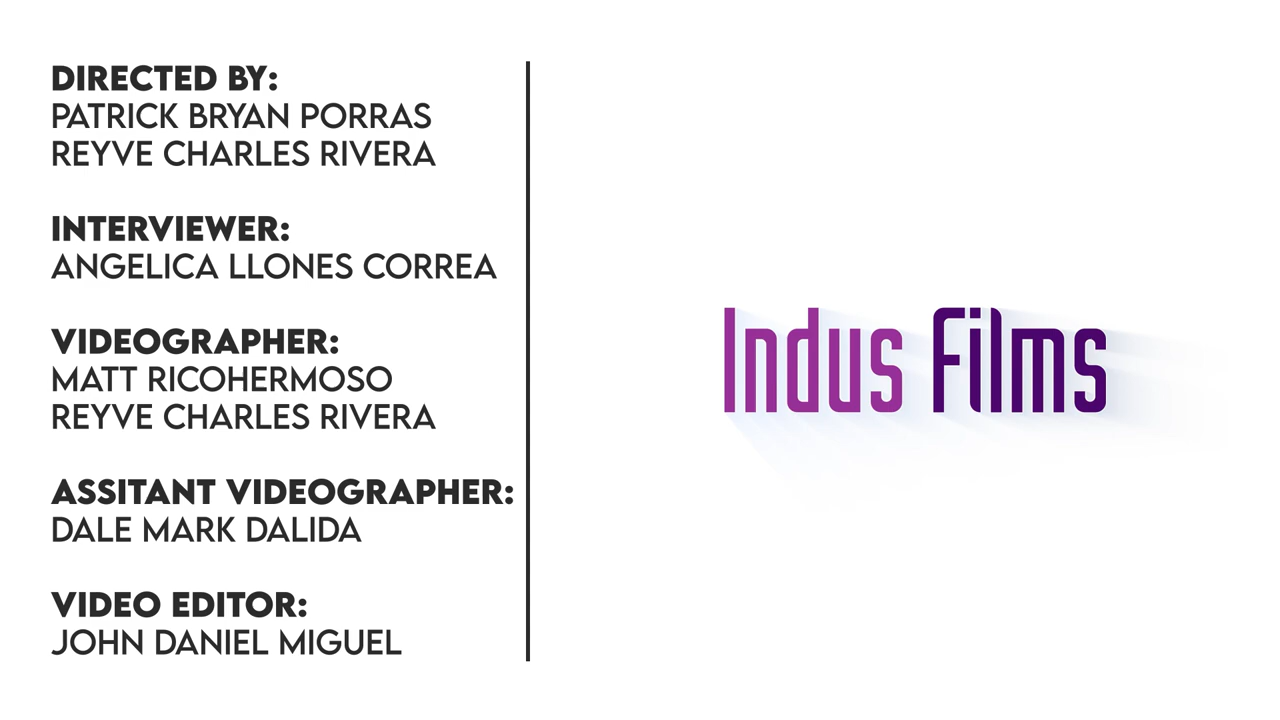 DIRECTED BY:
PATRICK BRYAN PORRAS
REYVE CHARLES RIVERA
INTERVIEWER:
ANGELICA LLONES CORREA
VIDEOGRAPHER:
MATT RICOHERMOSO
REYVE CHARLES RIVERA
ASSITANT VIDEOGRAPHER:
DALE MARK DALIDA
VIDEO EDITOR:
JOHN DANIEL MIGUEL
Indus Films